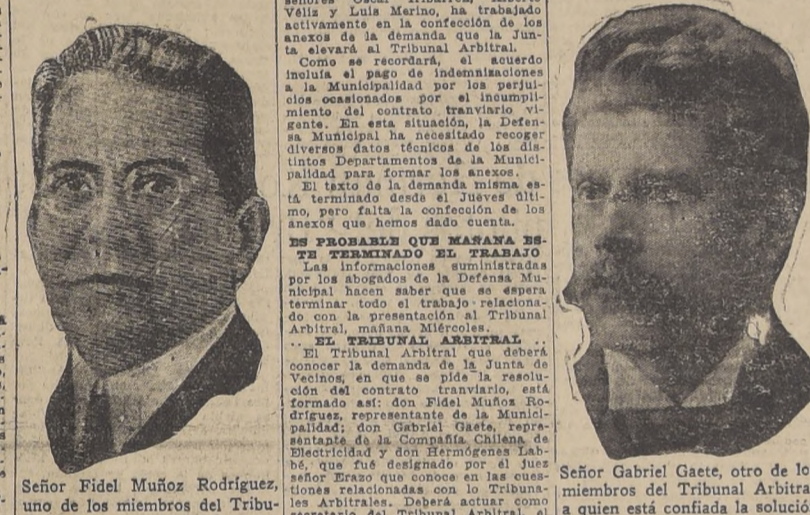 señores Oscar
Véliz y Luis Merino, ha trabajado
activamente en la confección de los
anexos de la demanda que la Jun-
ta elevará al Tribunal Arbitral.
Como se recordará, el acuerdo
incluía el pago de indemnizaciones
a la Municipalidad por los perjui-
cios ocasionados por el incumpli-
miento del contrato tranviario vi-
gente. En esta situación, la Defen-
sa Municipal ha necesitado recoger
diversos datos técnicos de los dis-
tintos Departamentos de la Munici-
palidad para formar los anexos.
El texto de la demanda misma es-
tá terminado desde el Jueves últi-
mo, pero falta la confección de los
anexos que hemos dado cuenta.
ES PROBABLE QUE MAÑANA ES-
TE TERMINADO EL TRABAJO
Las informaciones suministradas
por los abogados de la Defensa Mu-
nicipal hacen saber que se espera
terminar todo el trabajo relaciona-
do con la presentación al Tribunal
Arbitral, mañana Miércoles.
.. EL TRIBUNAL ARBITRAL ..
El Tribunal Arbitral que deberá
conocer la demanda de la Junta de
Vecinos, en que se pide la resolu-
ción del contrato tranviario, está
formado así: don Fidel Muñoz Ro-
dríguez, representante de la Munici-
palidad; don Gabriel Gaete, repre-
sentante de la Compañía Chilena de
Electricidad y don Hermógenes Lab-
bé, que fué designado por el juez
señor Erazo que conoce en las cues-
tiones relacionadas con lo Tribuna-
les Arbitrales. Deberá actuar como
secretario del Tribunal Arbitral, el
Señor Fidel Muñoz Rodríguez,
uno de los miembros del Tribu-
Señor Gabriel Gaete, otro de lo
miembros del Tribunal Arbitra
a quien está confiada la solució